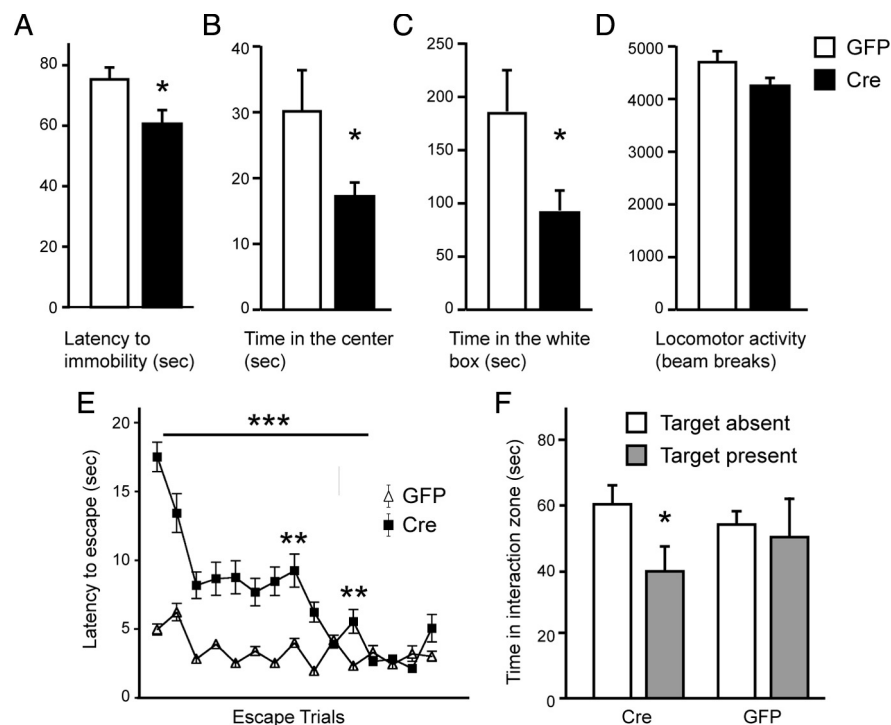 A
80
60
40
20
0
*
Latency to
immobility (sec)
B
40
30
20
10
0
*
Time in the center
(sec)
C
250
200
150
100
50
0
*
Time in the white
box (sec)
D
5000
4000
3000
2000
1000
0
Locomotor activity
(beam breaks)
GFP
Cre
E
Latency to escape (sec)
20
15
10
5
0
***
**
**
GFP
Cre
Escape Trials
F
Time in interaction zone (sec)
80
60
40
20
0
Target absent
Target present
*
Cre
GFP